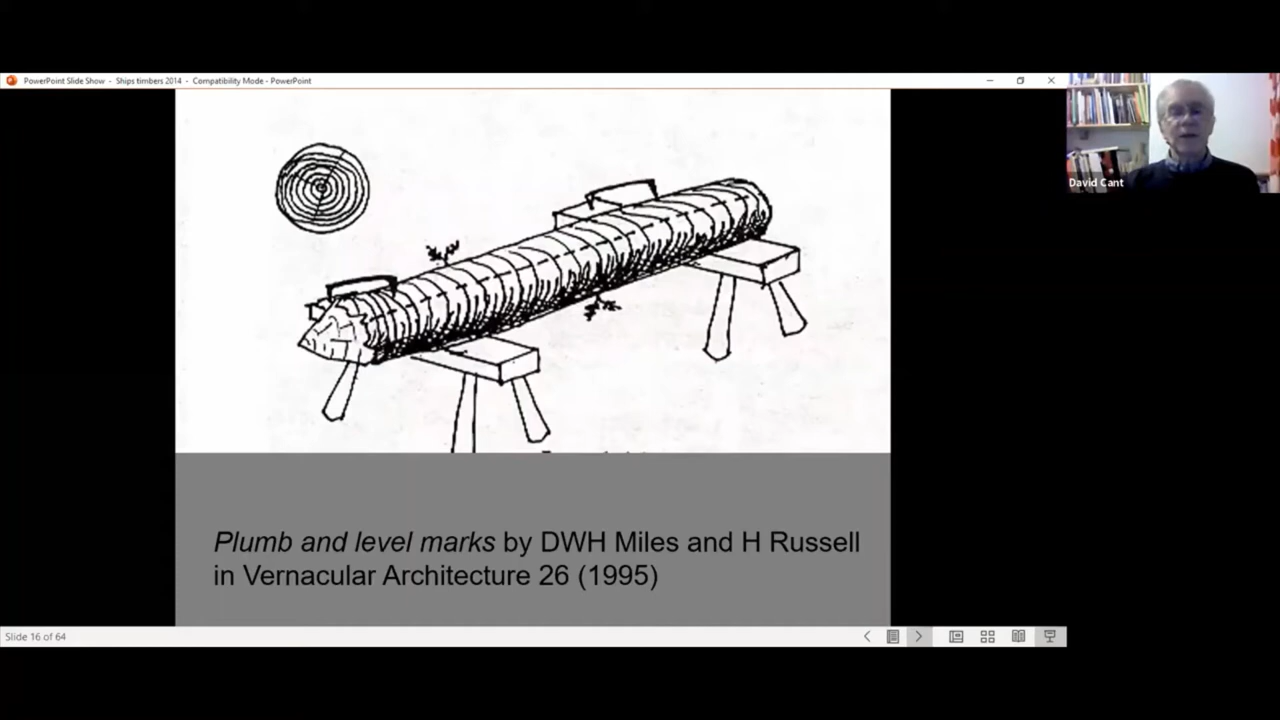 PowerPoint Slide Show - Ships timbers 2014 - Compatibility Mode - PowerPoint
David Cant
Plumb and level marks by DWH Miles and H Russell
in Vernacular Architecture 26 (1995)
Slide 16 of 64